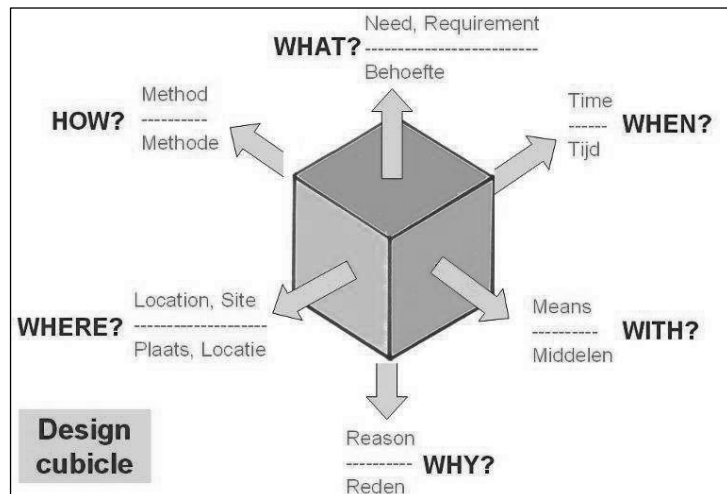 WHAT?
Need, Requirement
Behoefte
HOW?
Method
Methode
Time
Tijd
WHEN?
WHERE?
Location, Site
Plaats, Locatie
Means
Middelen
WITH?
Design
cubicle
Reason
Reden
WHY?